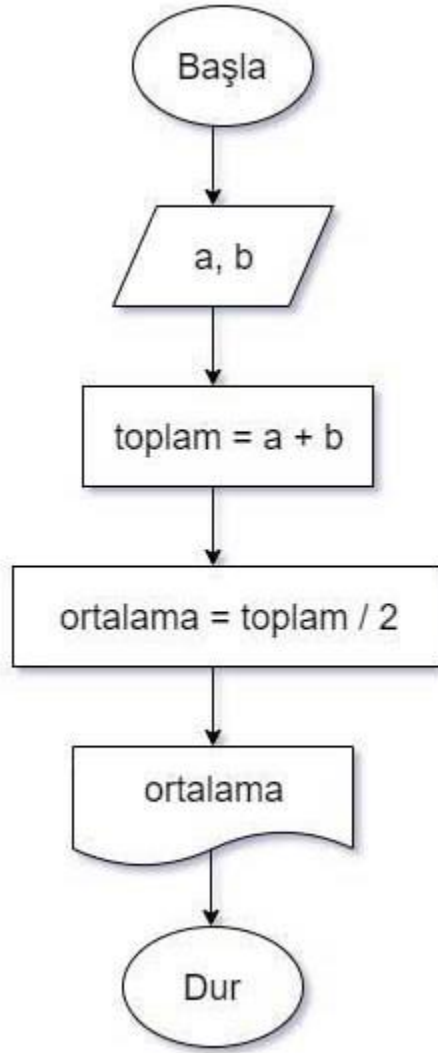 Başla
a, b
toplam = a + b
ortalama = toplam / 2
ortalama
Dur